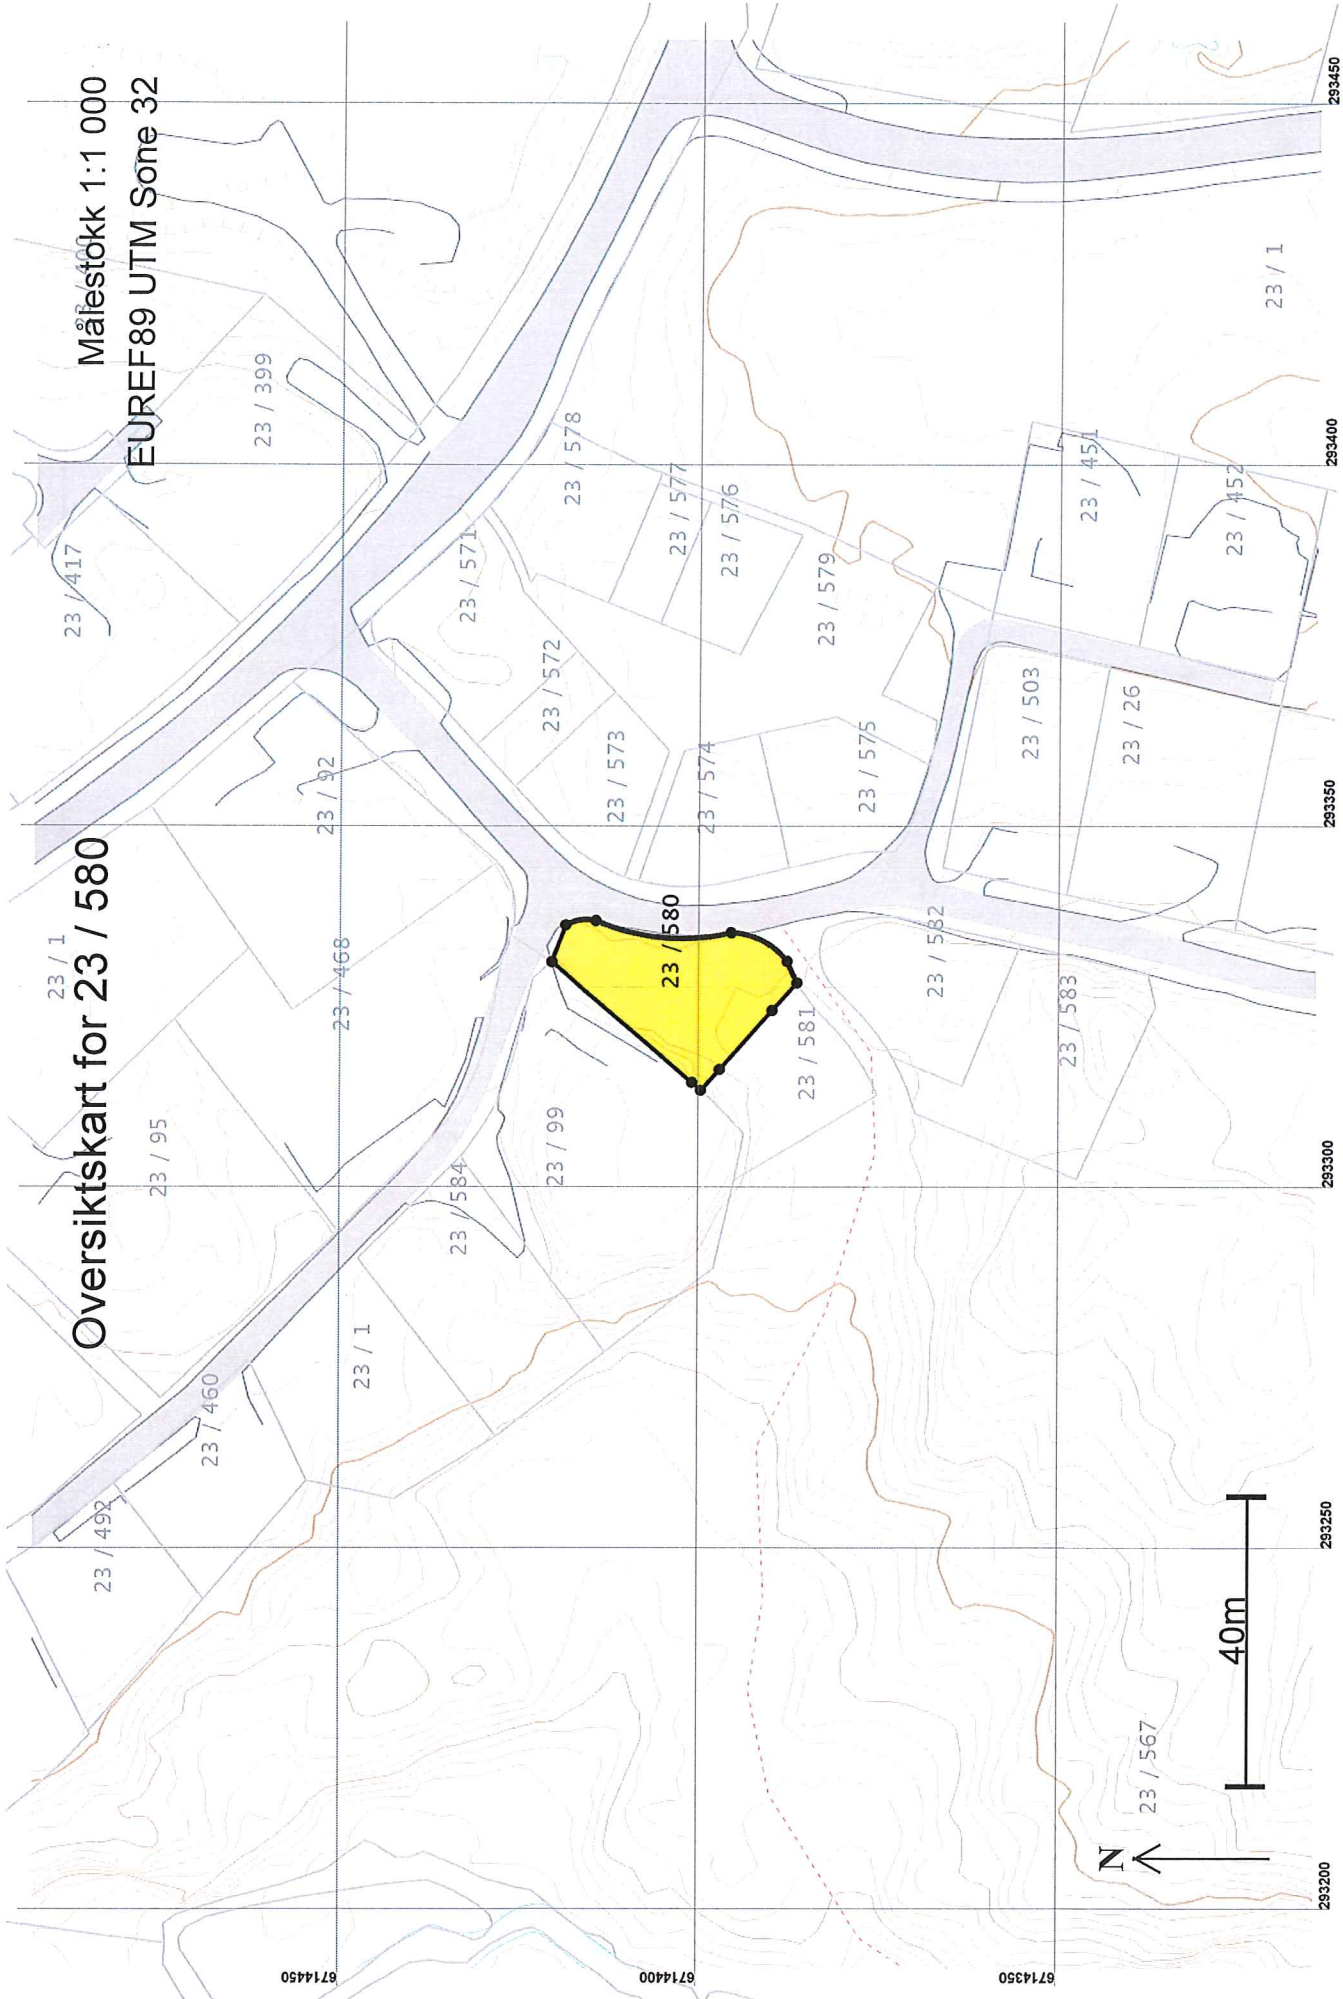 Oversiktskart for 23 / 580
Målestokk 1:1 000
EUREF89 UTM Sone 32
23 / 1
23 / 417
23 / 399
23 / 492
23 / 95
23 / 460
23 / 468
23 / 92
23 / 1
23 / 584
23 / 571
23 / 99
23 / 572
23 / 578
23 / 573
23 / 580
23 / 577
23 / 574
23 / 576
23 / 581
23 / 575
23 / 579
23 / 582
23 / 583
23 / 503
23 / 451
23 / 26
23 / 567
23 / 452
23 / 1
N
40m
6714450
6714400
6714350
293200
293250
293300
293350
293400
293450